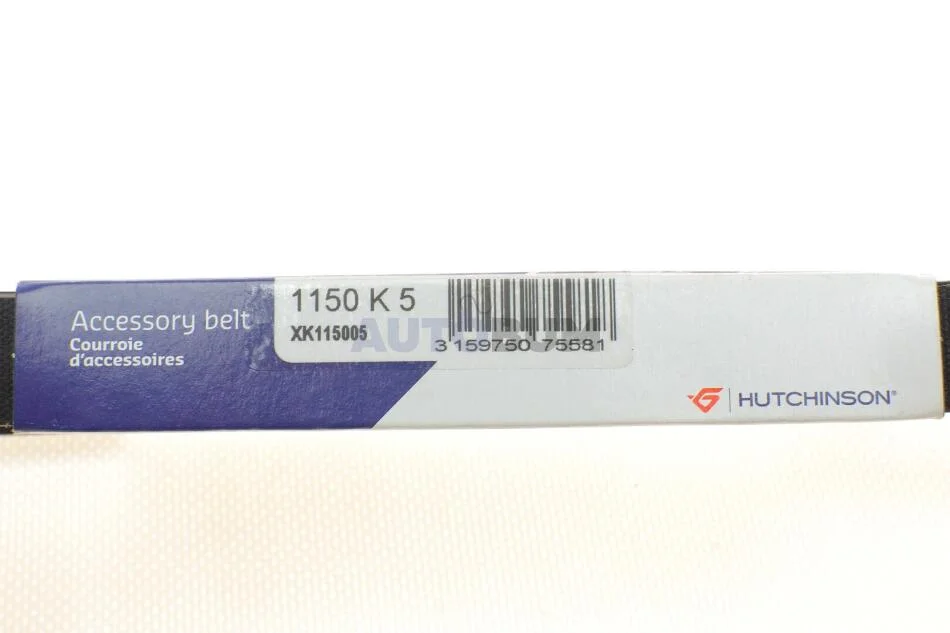 Accessory belt
Courroie
d'accessoires
1150 K 5
XK115005
3 159750 75581
HUTCHINSON®